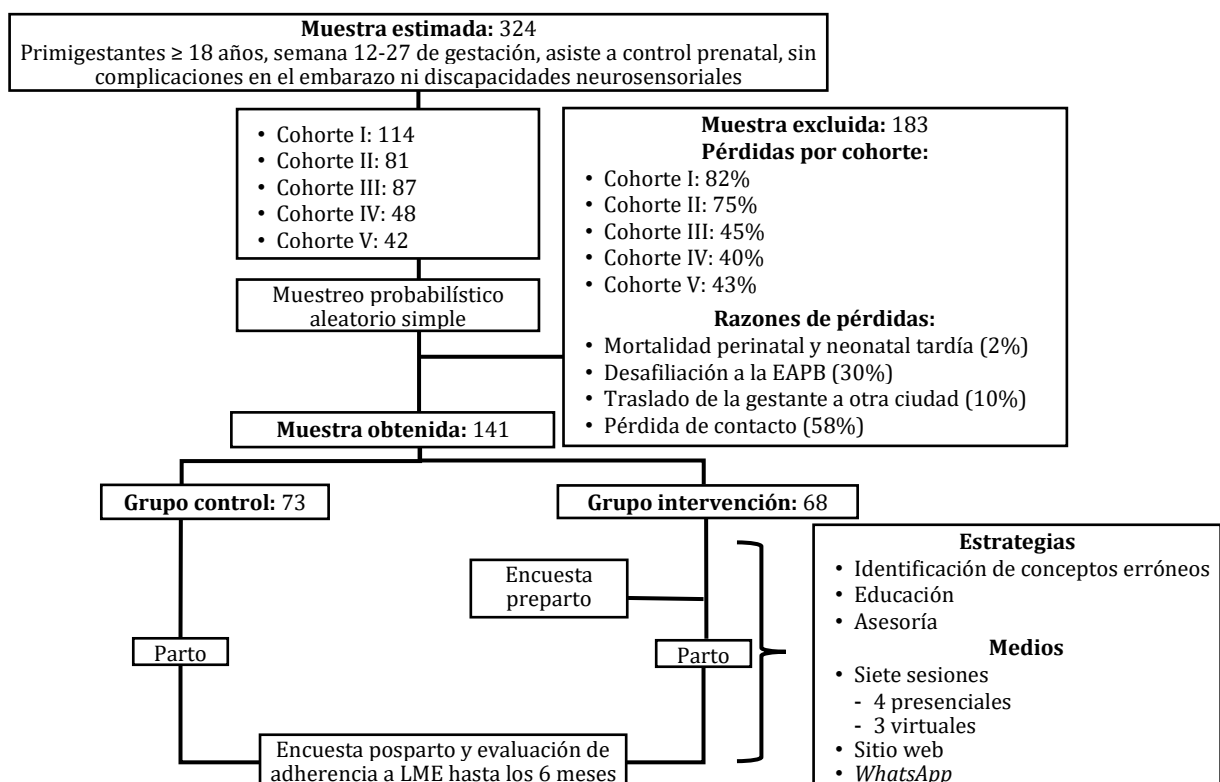 Muestra estimada: 324
Primigestantes ≥ 18 años, semana 12-27 de gestación, asiste a control prenatal, sin
complicaciones en el embarazo ni discapacidades neurosensoriales
• Cohorte I: 114
• Cohorte II: 81
• Cohorte III: 87
• Cohorte IV: 48
• Cohorte V: 42
Muestra excluida: 183
Pérdidas por cohorte:
• Cohorte I: 82%
• Cohorte II: 75%
• Cohorte III: 45%
• Cohorte IV: 40%
• Cohorte V: 43%
Razones de pérdidas:
• Mortalidad perinatal y neonatal tardía (2%)
• Desafiliación a la EAPB (30%)
• Traslado de la gestante a otra ciudad (10%)
• Pérdida de contacto (58%)
Muestreo probabilístico
aleatorio simple
Muestra obtenida: 141
Grupo control: 73
Grupo intervención: 68
Encuesta
preparto
Parto
Parto
Estrategias
• Identificación de conceptos erróneos
• Educación
• Asesoría
Medios
• Siete sesiones
- 4 presenciales
- 3 virtuales
• Sitio web
• WhatsApp
Encuesta posparto y evaluación de
adherencia a LME hasta los 6 meses